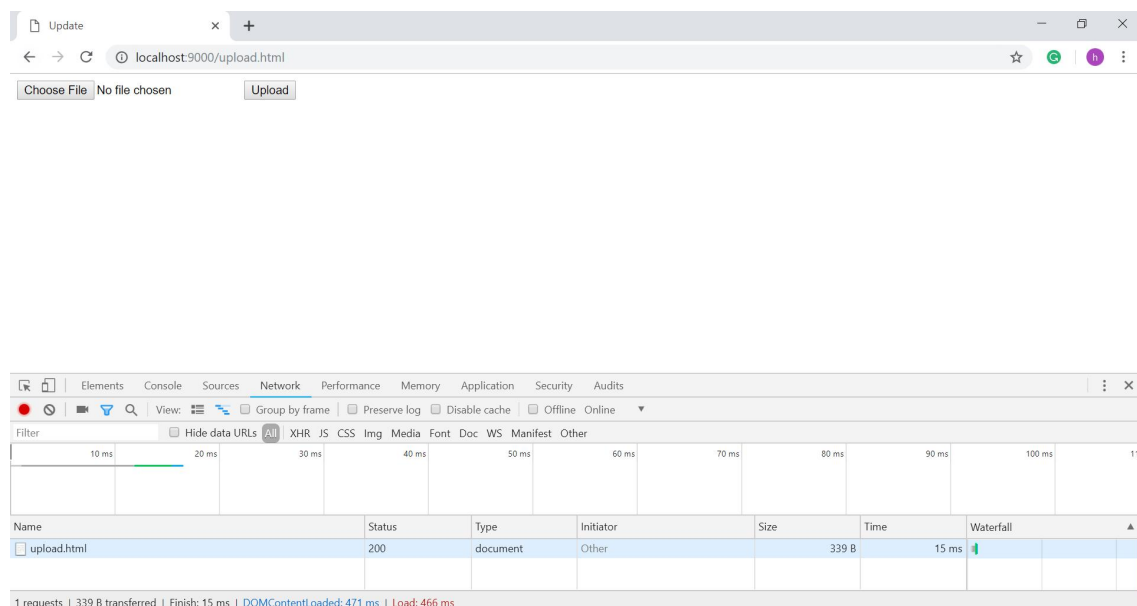 Update
localhost:9000/upload.html
h
Choose File No file chosen Upload
Elements Console Sources Network Performance Memory Application Security Audits
View: Group by frame Preserve log Disable cache Offline Online
Filter Hide data URLs All XHR JS CSS Img Media Font Doc WS Manifest Other
10 ms 20 ms 30 ms 40 ms 50 ms 60 ms 70 ms 80 ms 90 ms 100 ms
Name Status Type Initiator Size Time Waterfall
upload.html 200 document Other 339 B 15 ms
1 requests | 339 B transferred | Finish: 15 ms | DOMContentLoaded: 471 ms | Load: 466 ms